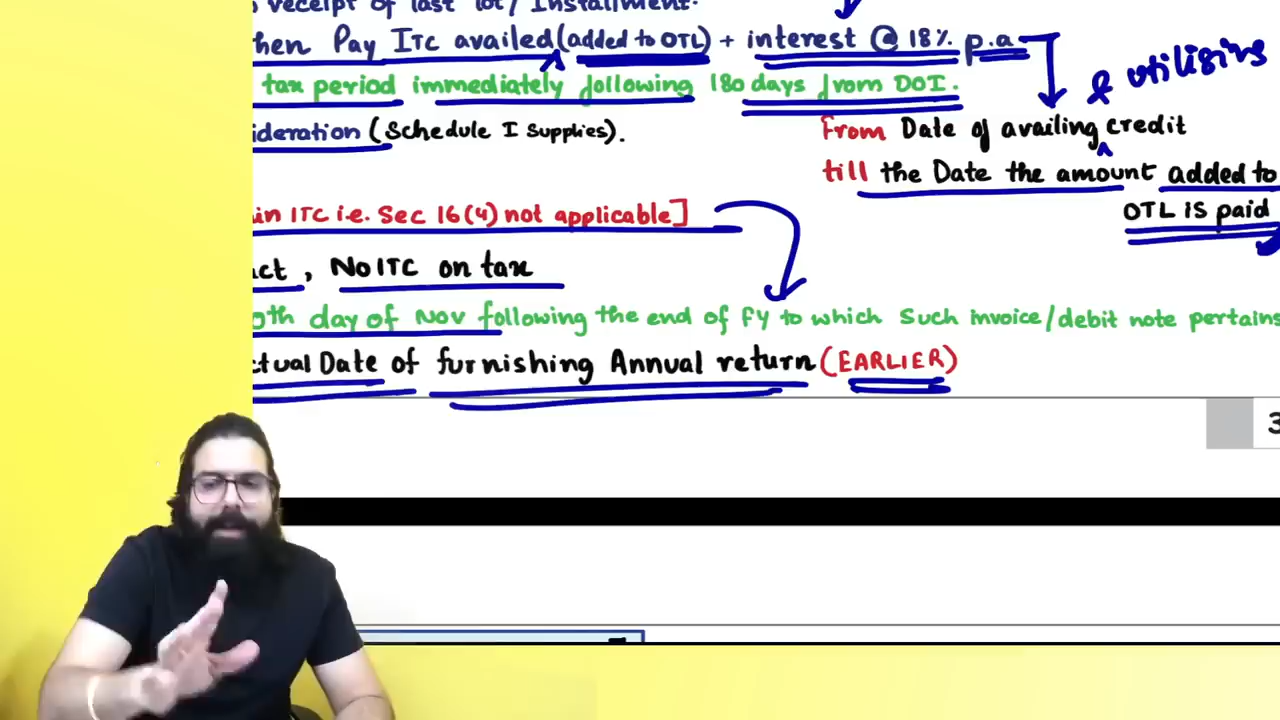 receipt of last lot/ Installment.
hen Pay ITC availed (added to OTL) + interest @ 18% p.a
& utilising
tax period immediately following 180 days from DOI.
ideration (Schedule I Supplies).
From Date of availing credit
till the Date the amount added to
OTL IS paid
in ITC i.e. Sec 16(4) not applicable]
ct, No ITC on tax
0th day of Nov following the end of FY to which Such invoice/debit note pertains
ctual Date of furnishing Annual return (EARLIER)
3